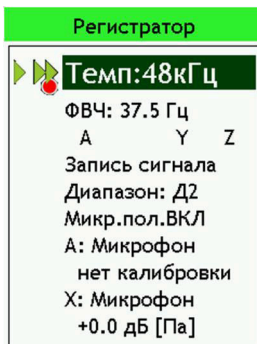 Регистратор
Темп:48кГц
ФВЧ: 37.5 Гц
А Y Z
Запись сигнала
Диапазон: Д2
Микр.пол.ВКЛ
А: Микрофон
нет калибровки
X: Микрофон
+0.0 дБ [Па]